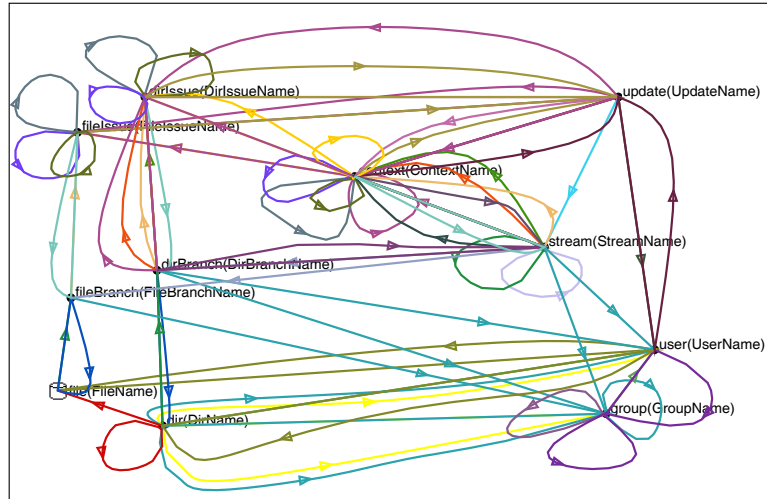 dirIssue(DirIssueName)
update(UpdateName)
fileIssue(FileIssueName)
context(ContextName)
stream(StreamName)
dirBranch(DirBranchName)
fileBranch(FileBranchName)
user(UserName)
file(FileName)
group(GroupName)
dir(DirName)